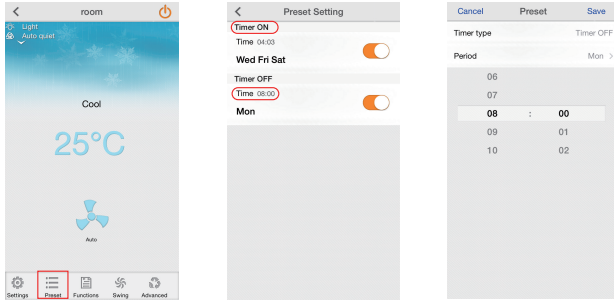 room
Light
Auto quiet
Cool
25°C
Auto
Settings Preset Functions Swing Advanced
Preset Setting
Timer ON
Time 04:03
Wed Fri Sat
Timer OFF
Time 08:00
Mon
Cancel Preset Save
Timer type Timer OFF
Period Mon >
06
07
08 : 00
09 01
10 02